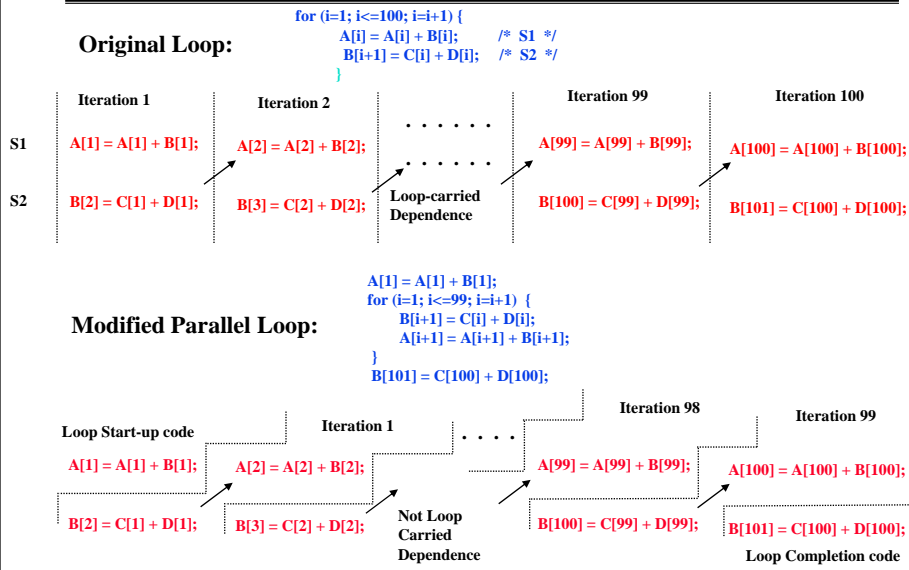 for (i=1; i<=100; i=i+1) {
Original Loop:
A[i] = A[i] + B[i]; /* S1 */
B[i+1] = C[i] + D[i]; /* S2 */
}
Iteration 1
Iteration 2
Iteration 99
Iteration 100
. . . . . .
S1
A[1] = A[1] + B[1];
A[2] = A[2] + B[2];
A[99] = A[99] + B[99];
A[100] = A[100] + B[100];
. . . . . .
S2
B[2] = C[1] + D[1];
B[3] = C[2] + D[2];
Loop-carried
Dependence
B[100] = C[99] + D[99];
B[101] = C[100] + D[100];
A[1] = A[1] + B[1];
for (i=1; i<=99; i=i+1) {
Modified Parallel Loop:
B[i+1] = C[i] + D[i];
A[i+1] = A[i+1] + B[i+1];
}
B[101] = C[100] + D[100];
Loop Start-up code
Iteration 1
. . . .
Iteration 98
Iteration 99
A[1] = A[1] + B[1];
A[2] = A[2] + B[2];
A[99] = A[99] + B[99];
A[100] = A[100] + B[100];
B[2] = C[1] + D[1];
B[3] = C[2] + D[2];
Not Loop
Carried
Dependence
B[100] = C[99] + D[99];
B[101] = C[100] + D[100];
Loop Completion code